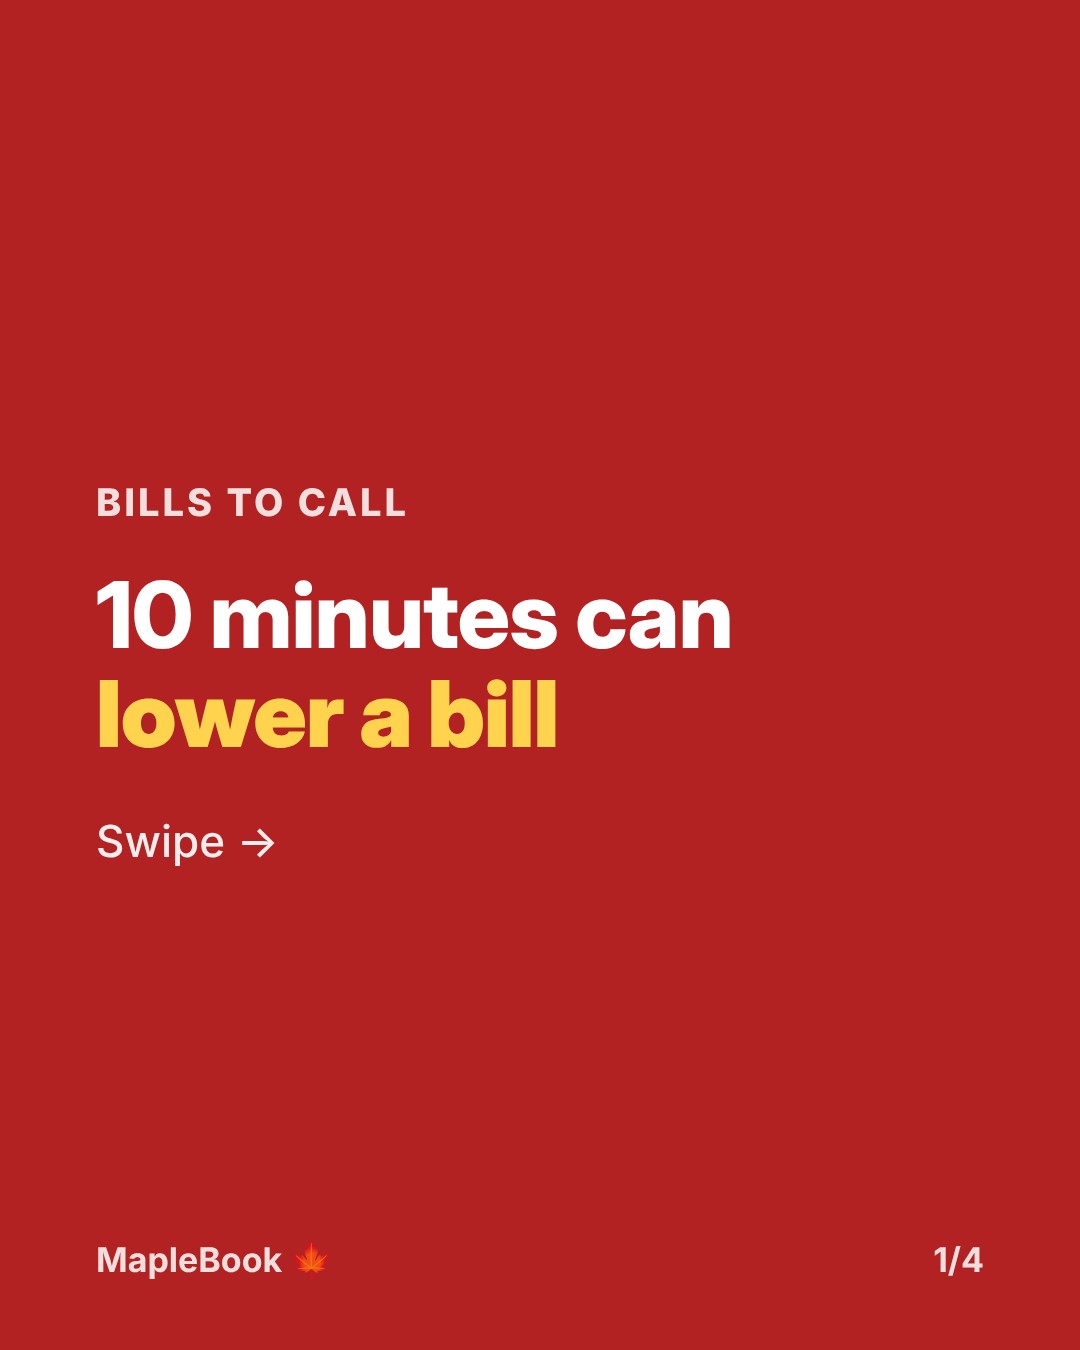 BILLS TO CALL
10 minutes can
lower a bill
Swipe →
MapleBook 🍁
1/4